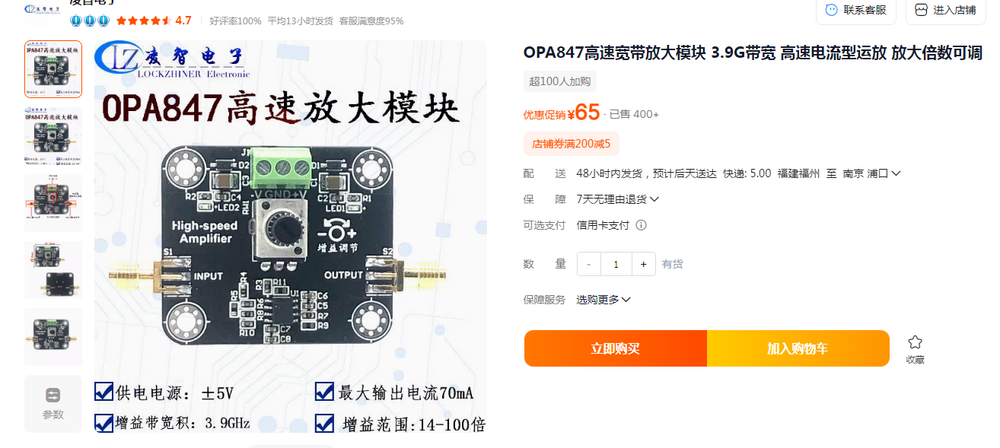 凌智电子
4.7 好评率100% 平均13小时发货 客服满意度95%
联系客服
进入店铺
LZ 凌智电子
LOCKZHINER Electronic
OPA847高速放大模块
J1
D2
D1
C3
C1
-V GND +V
R2
C4
+LED2
RW1
C2
R1
LED1
+
High-speed
Amplifier
- +
增益调节
S1
S2
INPUT
OUTPUT
R4
R3
R11
R5
R6
R8
U1
C6
C5
R7
R9
R10
C7
C8
供电电源：±5V
最大输出电流70mA
增益带宽积：3.9GHz
增益范围:14-100倍
OPA847高速放大模块
OPA847高速放大模块
参数
OPA847高速宽带放大模块 3.9G带宽 高速电流型运放 放大倍数可调
超100人加购
优惠促销¥65 · 已售 400+
店铺券满200减5
配送 48小时内发货，预计后天送达 快递: 5.00 福建福州 至 南京 浦口
保障 7天无理由退货
可选支付 信用卡支付
数量 - 1 + 有货
保障服务 选购更多
立即购买
加入购物车
收藏